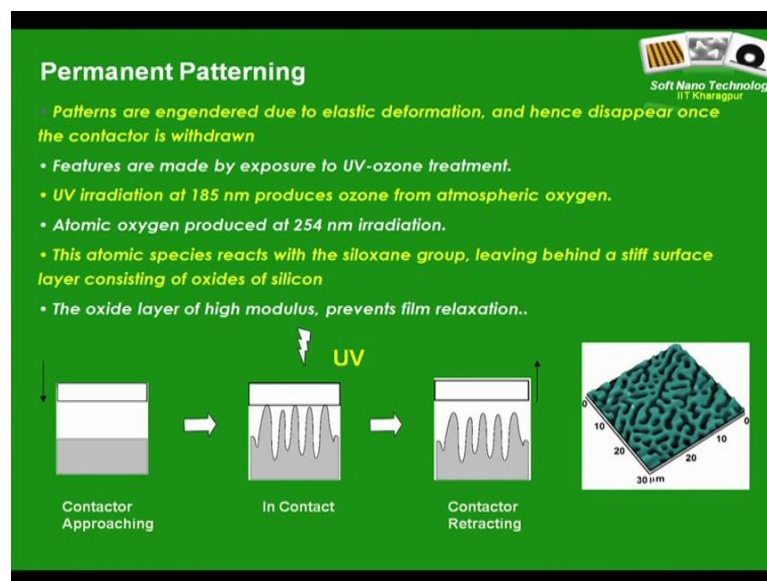 Permanent Patterning
Soft Nano Technolog
IIT Kharagpur
• Patterns are engendered due to elastic deformation, and hence disappear once
the contactor is withdrawn
• Features are made by exposure to UV-ozone treatment.
• UV irradiation at 185 nm produces ozone from atmospheric oxygen.
• Atomic oxygen produced at 254 nm irradiation.
• This atomic species reacts with the siloxane group, leaving behind a stiff surface
layer consisting of oxides of silicon
• The oxide layer of high modulus, prevents film relaxation..
UV
0
10
20
30 µm
20
10
0
Contactor
Approaching
In Contact
Contactor
Retracting